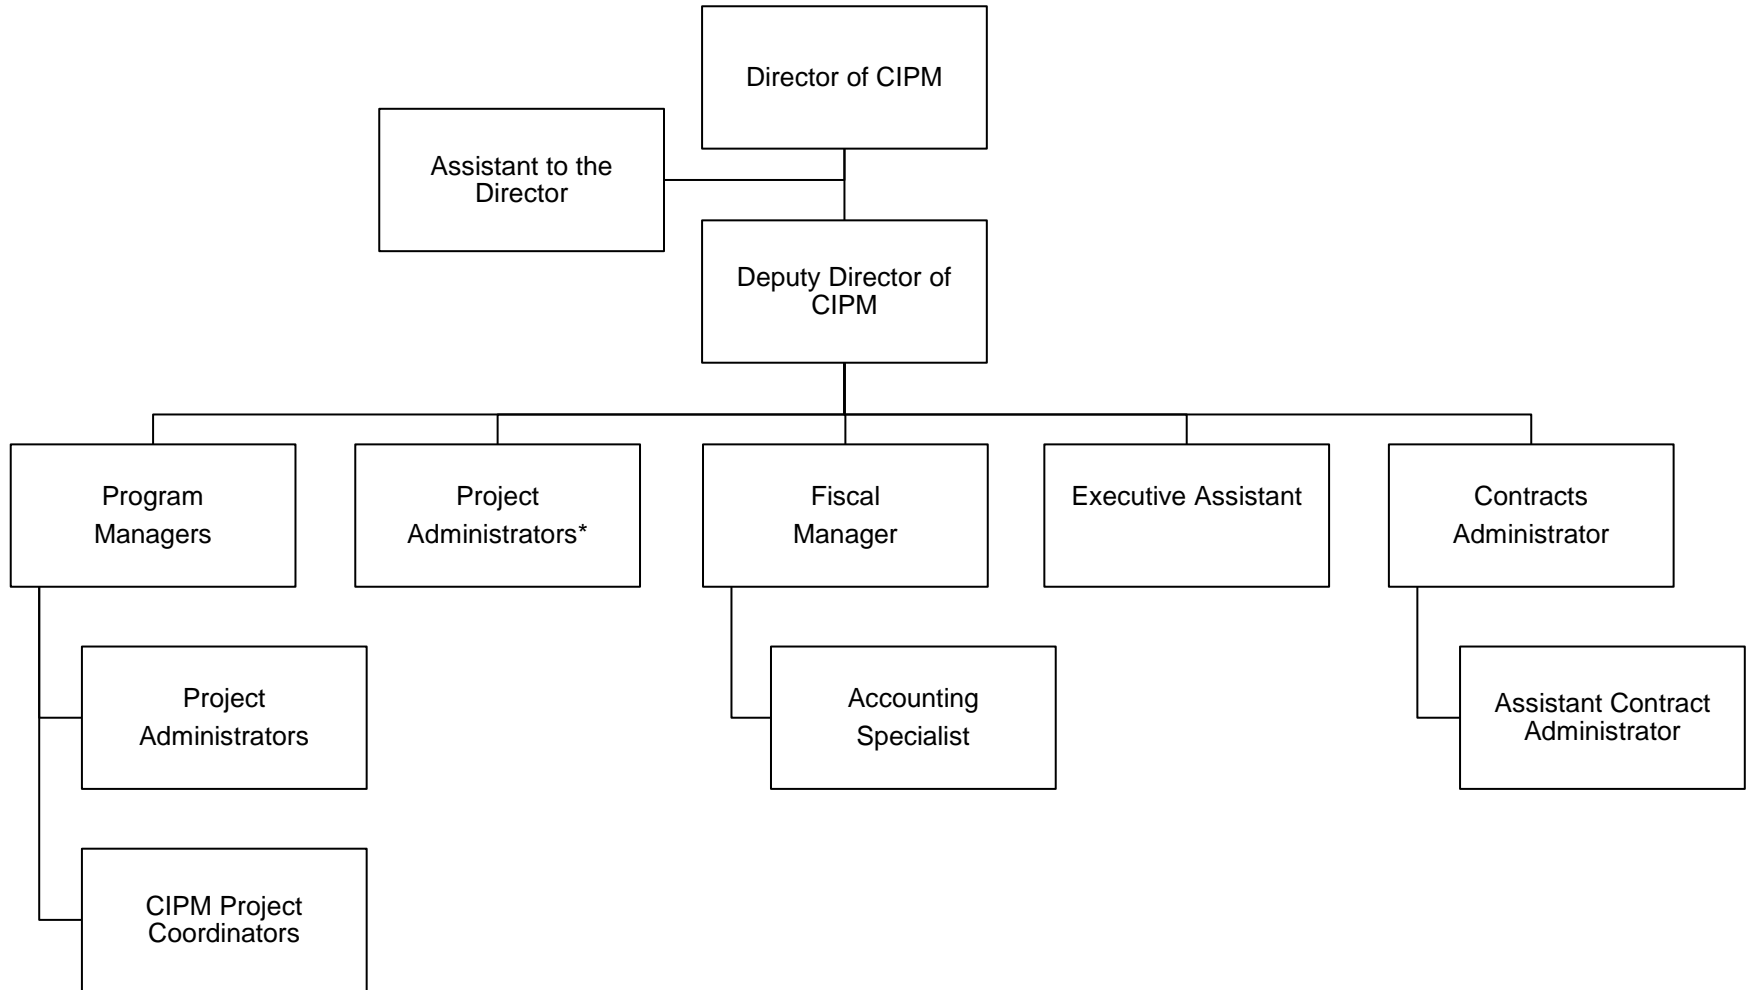 Director of CIPM
Assistant to the
Director
Deputy Director of
CIPM
Program
Managers
Project
Administrators*
Fiscal
Manager
Executive Assistant
Contracts
Administrator
Project
Administrators
Accounting
Specialist
Assistant Contract
Administrator
CIPM Project
Coordinators